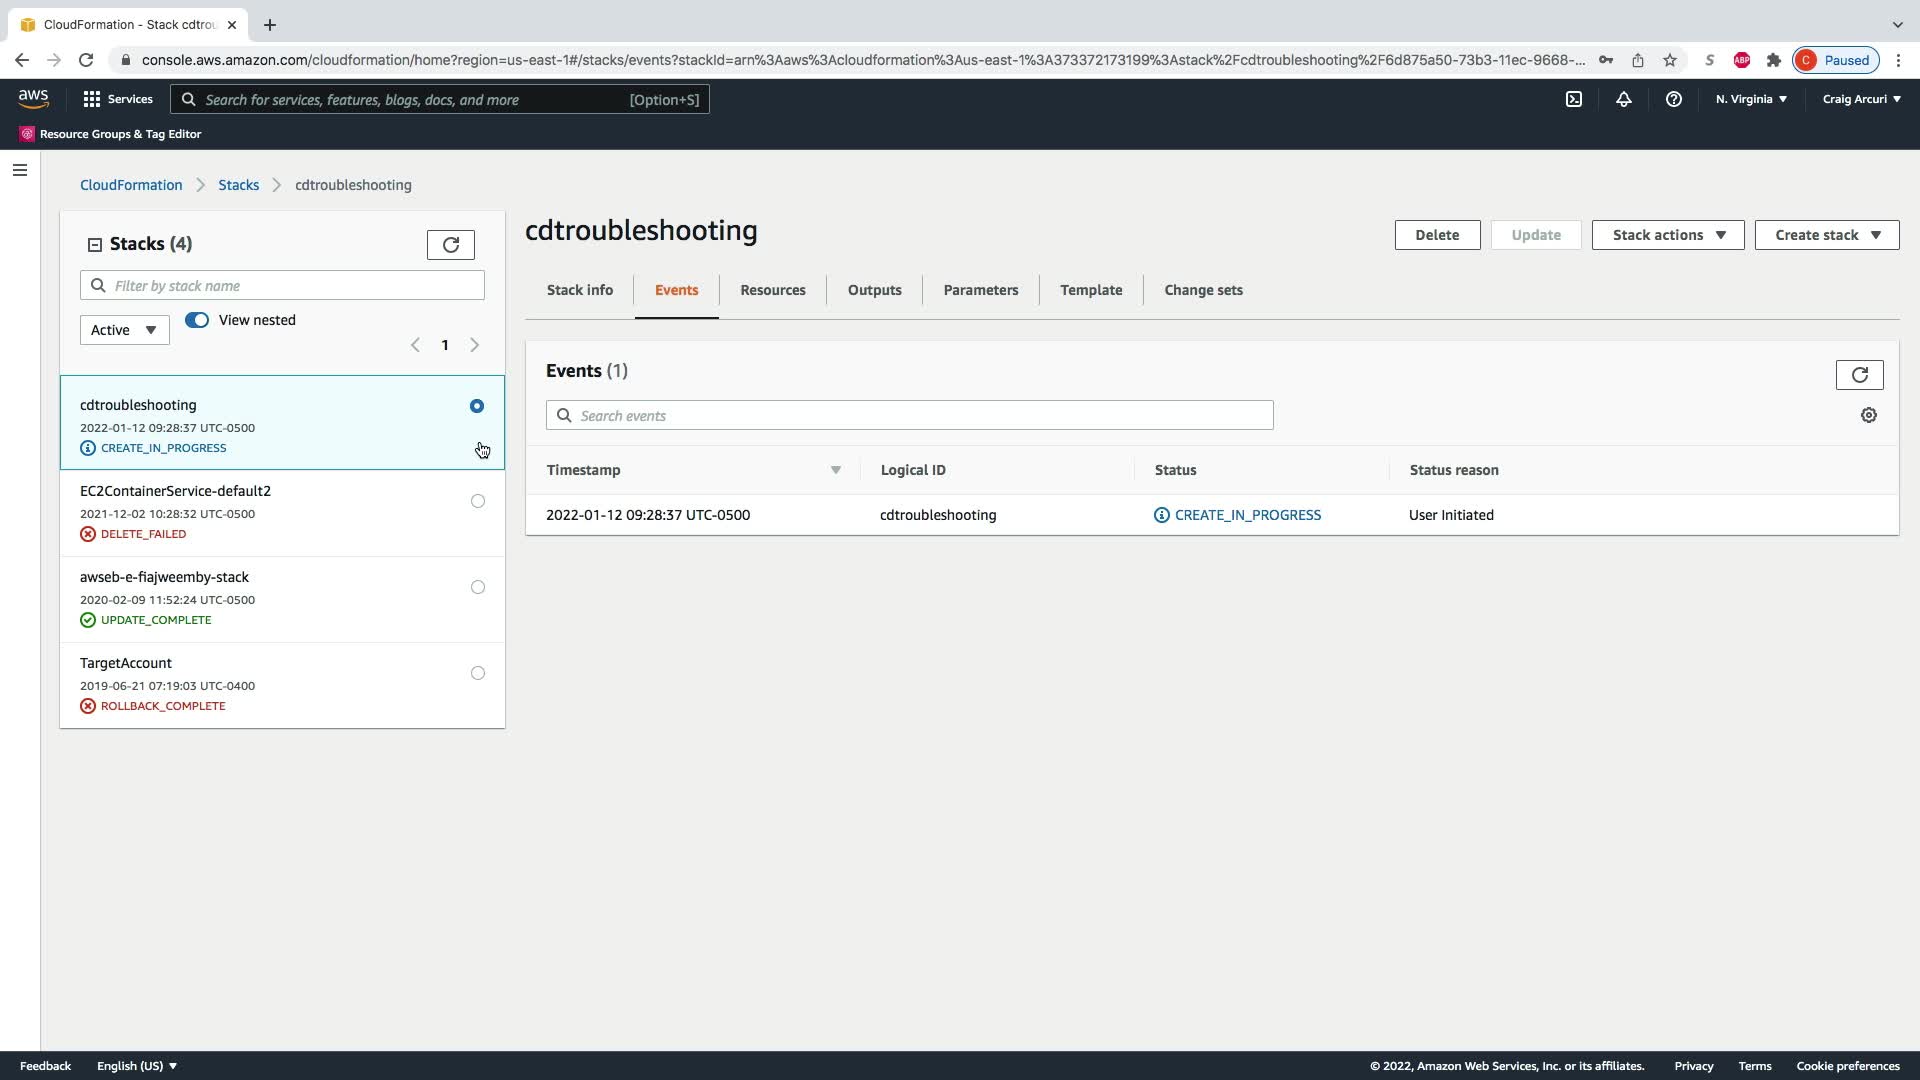 CloudFormation - Stack cdtrou
console.aws.amazon.com/cloudformation/home?region=us-east-1#/stacks/events?stackId=arn%3Aaws%3Acloudformation%3Aus-east-1%3A373372173199%3Astack%2Fcdtroubleshooting%2F6d875a50-73b3-11ec-9668-...
S
ABP
C Paused
aws
Services
Search for services, features, blogs, docs, and more [Option+S]
N. Virginia
Craig Arcuri
Resource Groups & Tag Editor
CloudFormation
Stacks
cdtroubleshooting
Stacks (4)
Filter by stack name
Active
View nested
1
cdtroubleshooting
2022-01-12 09:28:37 UTC-0500
CREATE_IN_PROGRESS
EC2ContainerService-default2
2021-12-02 10:28:32 UTC-0500
DELETE_FAILED
awseb-e-fiajweemby-stack
2020-02-09 11:52:24 UTC-0500
UPDATE_COMPLETE
TargetAccount
2019-06-21 07:19:03 UTC-0400
ROLLBACK_COMPLETE
cdtroubleshooting
Delete
Update
Stack actions
Create stack
Stack info
Events
Resources
Outputs
Parameters
Template
Change sets
Events (1)
Search events
Timestamp
Logical ID
Status
Status reason
2022-01-12 09:28:37 UTC-0500
cdtroubleshooting
CREATE_IN_PROGRESS
User Initiated
Feedback
English (US)
© 2022, Amazon Web Services, Inc. or its affiliates.
Privacy
Terms
Cookie preferences